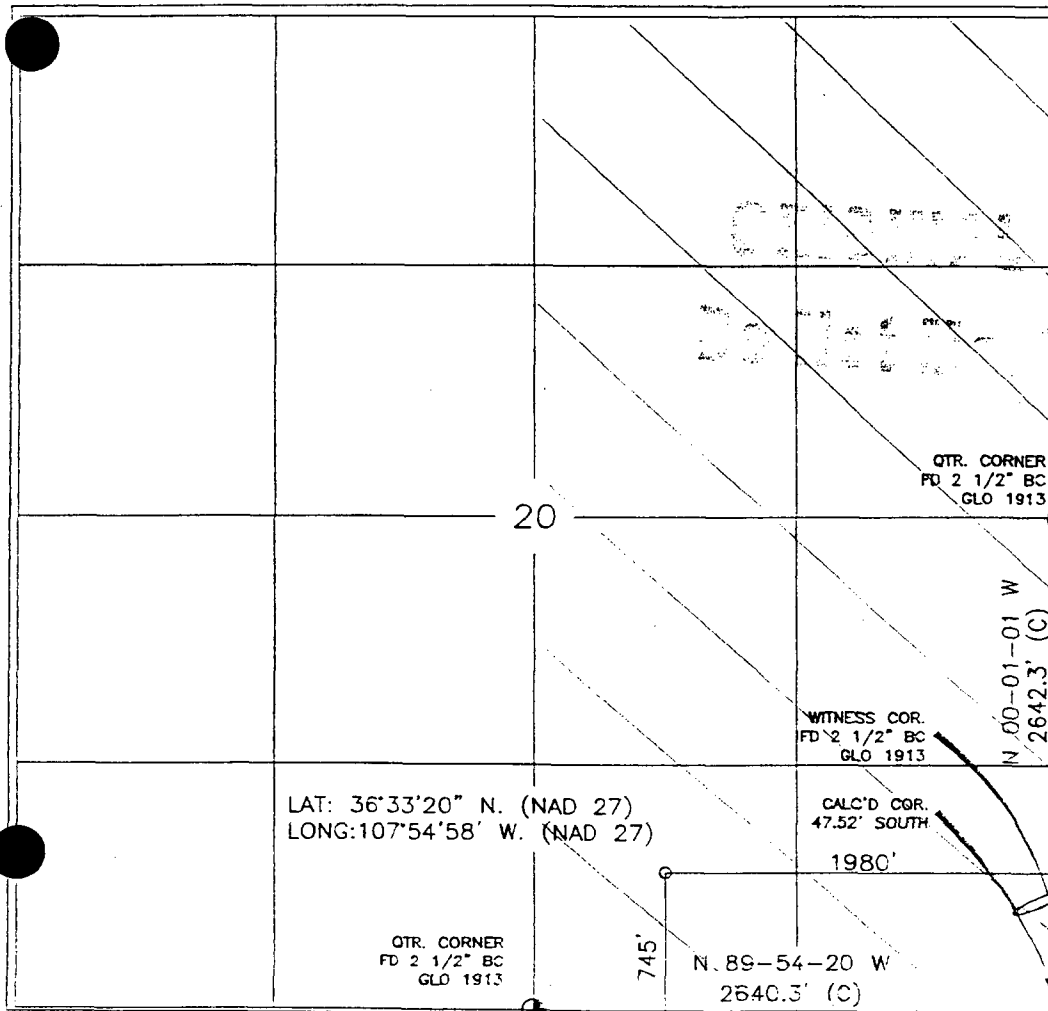 QTR. CORNER
FD 2 1/2" BC
GLO 1913
20
N 00-01-01 W
2642.3' (C)
WITNESS COR.
FD 2 1/2" BC
GLO 1913
LAT: 36°33'20" N. (NAD 27)
LONG:107°54'58' W. (NAD 27)
CALC'D COR.
47.52' SOUTH
1980'
745'
QTR. CORNER
FD 2 1/2" BC
GLO 1913
N. 89-54-20 W
2640.3' (C)